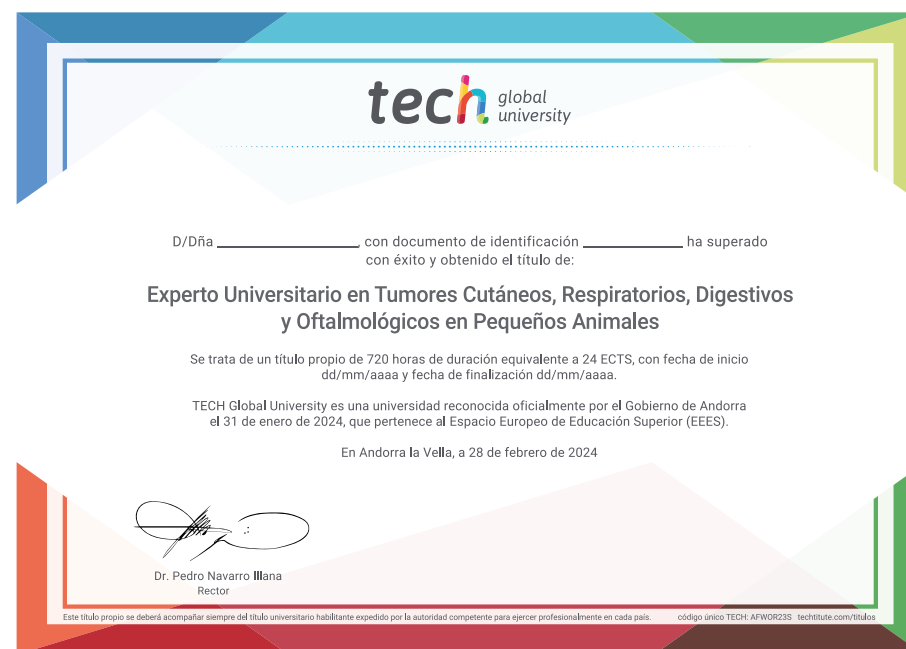 tech global university
D/Dña ____________________, con documento de identificación ______________ ha superado
con éxito y obtenido el título de:
Experto Universitario en Tumores Cutáneos, Respiratorios, Digestivos
y Oftalmológicos en Pequeños Animales
Se trata de un título propio de 720 horas de duración equivalente a 24 ECTS, con fecha de inicio
dd/mm/aaaa y fecha de finalización dd/mm/aaaa.
TECH Global University es una universidad reconocida oficialmente por el Gobierno de Andorra
el 31 de enero de 2024, que pertenece al Espacio Europeo de Educación Superior (EEES).
En Andorra la Vella, a 28 de febrero de 2024
Dr. Pedro Navarro Illana
Rector
Este título propio se deberá acompañar siempre del título universitario habilitante expedido por la autoridad competente para ejercer profesionalmente en cada país. código único TECH: AFWOR23S techtitute.com/titulos